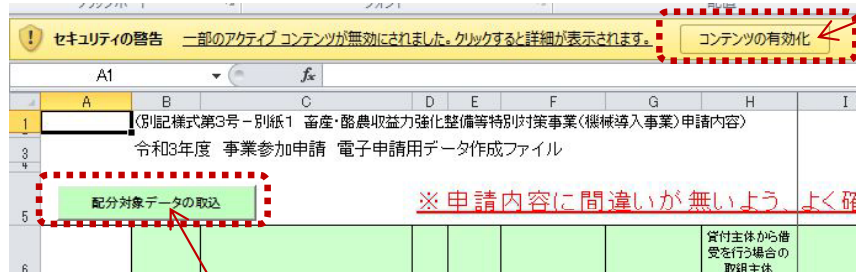 セキュリティの警告 一部のアクティブ コンテンツが無効にされました。クリックすると詳細が表示されます。 コンテンツの有効化
A1 fx
A B C D E F G H I
1 (別記様式第3号－別紙1 畜産・酪農収益力強化整備等特別対策事業(機械導入事業)申請内容)
3 令和3年度 事業参加申請 電子申請用データ作成ファイル
4
5 配分対象データの取込 ※申請内容に間違いが無いよう、よく確
貸付主体から借
受を行う場合の
6 取組主体